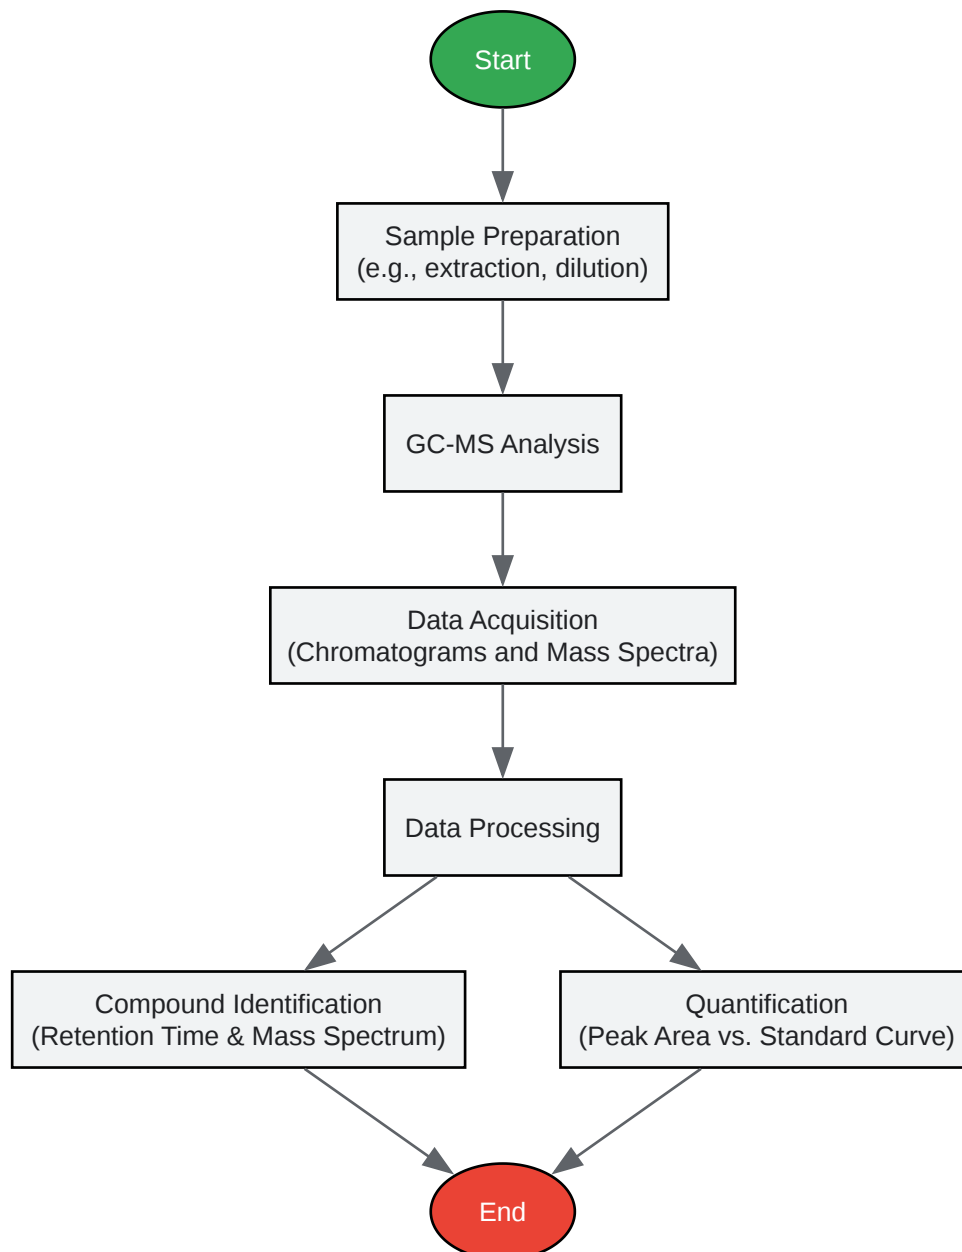 Start
Sample Preparation
(e.g., extraction, dilution)
GC-MS Analysis
Data Acquisition
(Chromatograms and Mass Spectra)
Data Processing
Compound Identification
(Retention Time & Mass Spectrum)
Quantification
(Peak Area vs. Standard Curve)
End